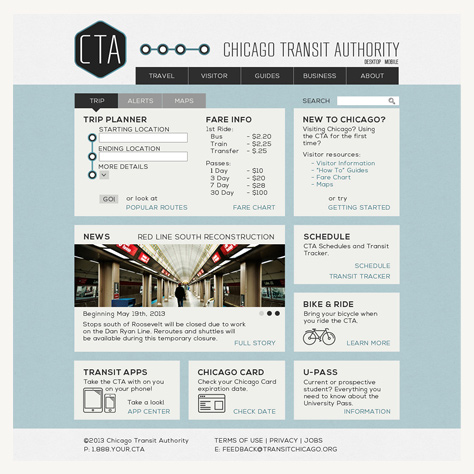 CTA
CHICAGO TRANSIT AUTHORITY
DESKTOP MOBILE
TRAVEL VISITOR GUIDES BUSINESS ABOUT
TRIP ALERTS MAPS
SEARCH
TRIP PLANNER
STARTING LOCATION
ENDING LOCATION
MORE DETAILS
GO! or look at
POPULAR ROUTES
FARE INFO
1st Ride:
Bus - $2.20
Train - $2.25
Transfer - $.25
Passes:
1 Day - $10
3 Day - $20
7 Day - $28
30 Day - $100
FARE CHART
NEW TO CHICAGO?
Visiting Chicago? Using
the CTA for the first
time?
Visitor resources:
- Visitor Information
- "How To" Guides
- Fare Chart
- Maps
or try
GETTING STARTED
NEWS RED LINE SOUTH RECONSTRUCTION
Beginning May 19th, 2013
Stops south of Roosevelt will be closed due to work
on the Dan Ryan Line. Reroutes and shuttles will
be available during this temporary closure.
FULL STORY
SCHEDULE
CTA Schedules and Transit
Tracker.
SCHEDULE
TRANSIT TRACKER
BIKE & RIDE
Bring your bicycle when
you ride the CTA.
LEARN MORE
TRANSIT APPS
Take the CTA with on you
on your phone!
Take a look!
APP CENTER
CHICAGO CARD
Check your Chicago Card
expiration date.
CHECK DATE
U-PASS
Current or prospective
student? Everything you
need to know about the
University Pass.
INFORMATION
©2013 Chicago Transit Authority
P: 1.888.YOUR.CTA
TERMS OF USE | PRIVACY | JOBS
E: FEEDBACK@TRANSITCHICAGO.ORG